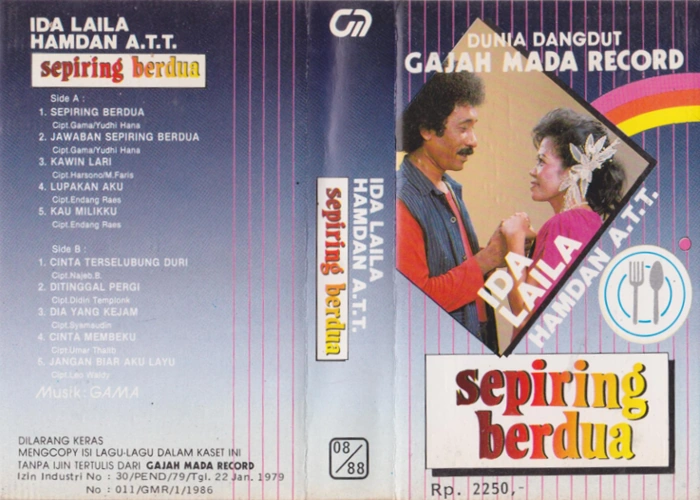 IDA LAILA
HAMDAN A.T.T.
sepiring berdua
Side A :
1. SEPIRING BERDUA
Cipt.Gama/Yudhi Hana
2. JAWABAN SEPIRING BERDUA
Cipt.Gama/Yudhi Hana
3. KAWIN LARI
Cipt.Harsono/M.Faris
4. LUPAKAN AKU
Cipt.Endang Raes
5. KAU MILIKKU
Cipt.Endang Raes
Side B :
1. CINTA TERSELUBUNG DURI
Cipt.Najeb.B.
2. DITINGGAL PERGI
Cipt.Didin Templonk
3. DIA YANG KEJAM
Cipt.Syamsudin
4. CINTA MEMBEKU
Cipt.Umar
5. JANGAN BIAR AKU LAYU
Cipt.Leo Waldy
Musik: GAMA
DILARANG KERAS
MENGCOPY ISI LAGU-LAGU DALAM KASET INI
TANPA IJIN TERTULIS DARI GAJAH MADA RECORD
Izin Industri No : 30/PEND/79/Tgl. 22 Jan. 1979
No : 011/GMR/1/1986
IDA LAILA
HAMDAN A.T.T.
sepiring berdua
08/88
DUNIA DANGDUT
GAJAH MADA RECORD
IDA
LAILA
HAMDAN A.T.T.
sepiring
berdua
Rp. 2250,-